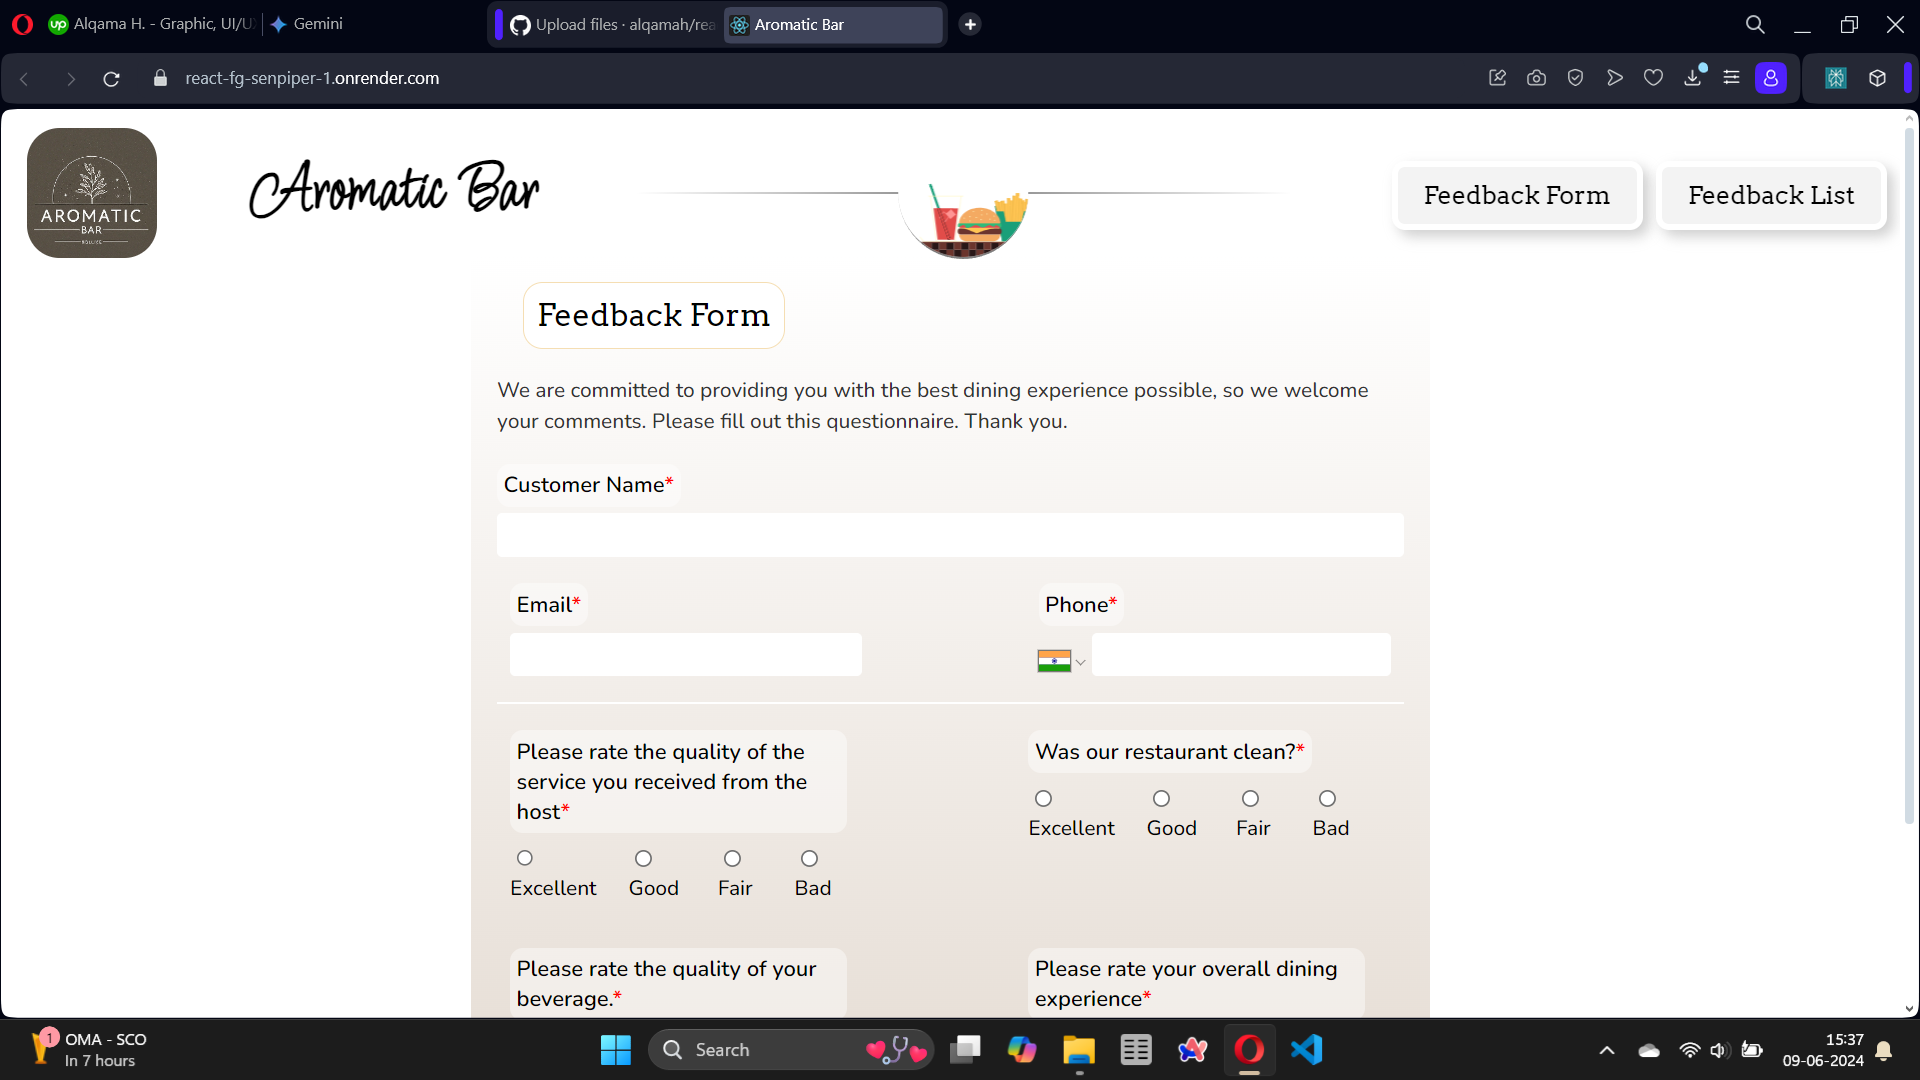 Alqama H. - Graphic, UI/U
Gemini
Upload files · alqamah/rea
Aromatic Bar
react-fg-senpiper-1.onrender.com
AROMATIC
BAR
Aromatic Bar
Feedback Form
Feedback List
Feedback Form
We are committed to providing you with the best dining experience possible, so we welcome
your comments. Please fill out this questionnaire. Thank you.
Customer Name*
Email*
Phone*
Please rate the quality of the
service you received from the
host*
Excellent Good Fair Bad
Was our restaurant clean?*
Excellent Good Fair Bad
Please rate the quality of your
beverage.*
Please rate your overall dining
experience*
1
OMA - SCO
In 7 hours
Search
15:37
09-06-2024